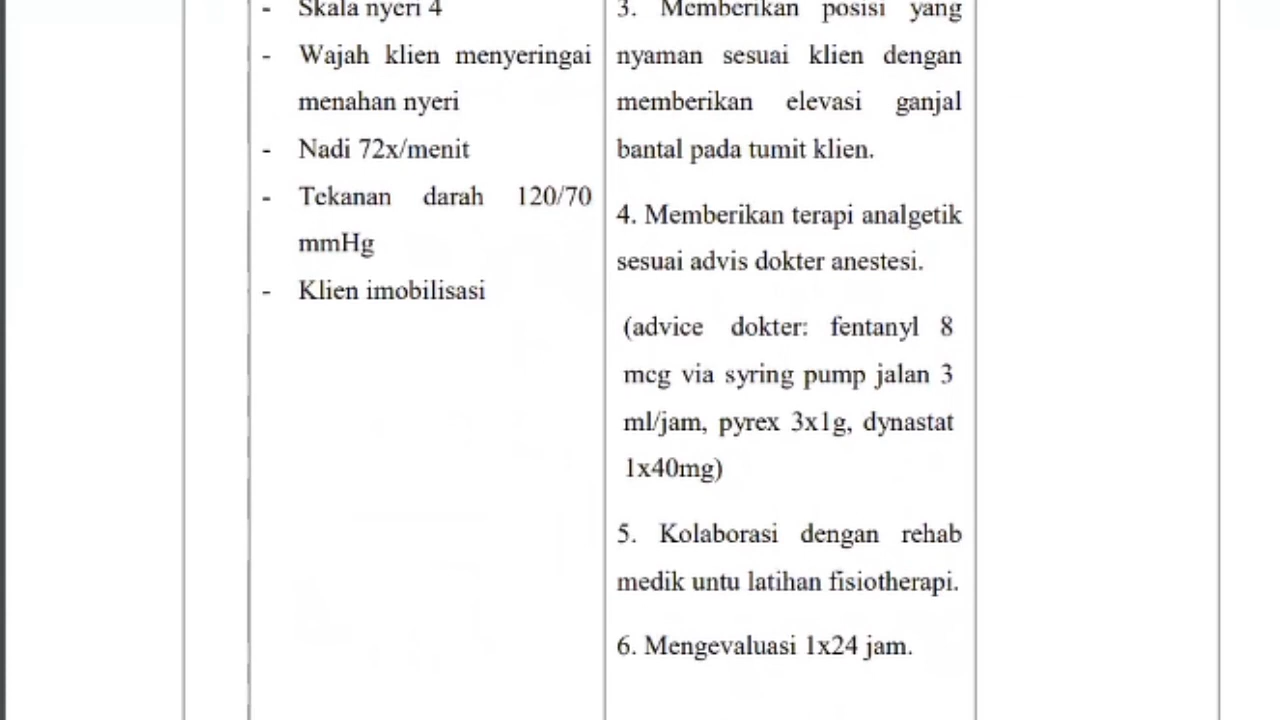 - Skala nyeri 4
- Wajah klien menyeringai
menahan nyeri
- Nadi 72x/menit
- Tekanan darah 120/70
mmHg
- Klien imobilisasi
3. Memberikan posisi yang
nyaman sesuai klien dengan
memberikan elevasi ganjal
bantal pada tumit klien.
4. Memberikan terapi analgetik
sesuai advis dokter anestesi.
(advice dokter: fentanyl 8
mcg via syring pump jalan 3
ml/jam, pyrex 3x1g, dynastat
1x40mg)
5. Kolaborasi dengan rehab
medik untu latihan fisiotherapi.
6. Mengevaluasi 1x24 jam.